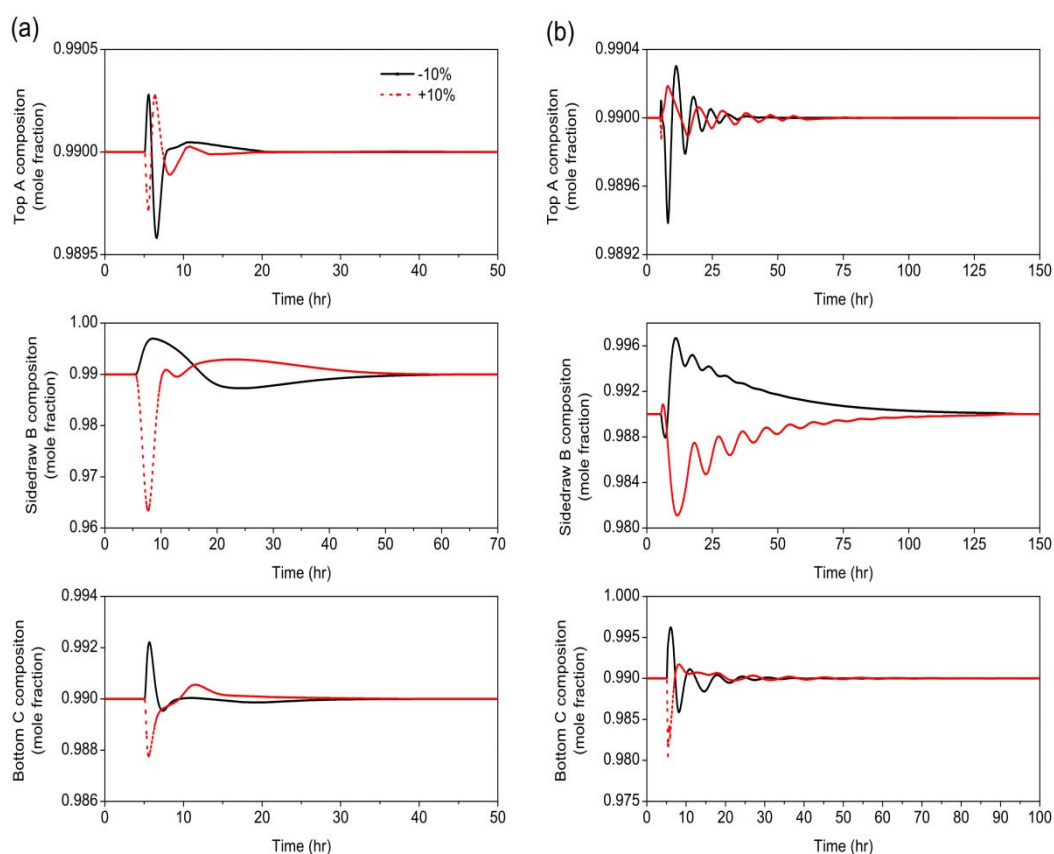 (a)
0.9905
0.9900
0.9895
Top A composition
(mole fraction)
-10%
+10%
0 10 20 30 40 50
Time (hr)
1.00
0.99
0.98
0.97
0.96
Sidedraw B compositon
(mole fraction)
0 10 20 30 40 50 60 70
Time (hr)
0.994
0.992
0.990
0.988
0.986
Bottom C compositon
(mole fraction)
0 10 20 30 40 50
Time (hr)
(b)
0.9904
0.9900
0.9896
0.9892
Top A composition
(mole fraction)
0 25 50 75 100 125 150
Time (hr)
0.996
0.992
0.988
0.984
0.980
Sidedraw B compositon
(mole fraction)
0 25 50 75 100 125 150
Time (hr)
1.000
0.995
0.990
0.985
0.980
0.975
Bottom C compositon
(mole fraction)
0 10 20 30 40 50 60 70 80 90 100
Time (hr)